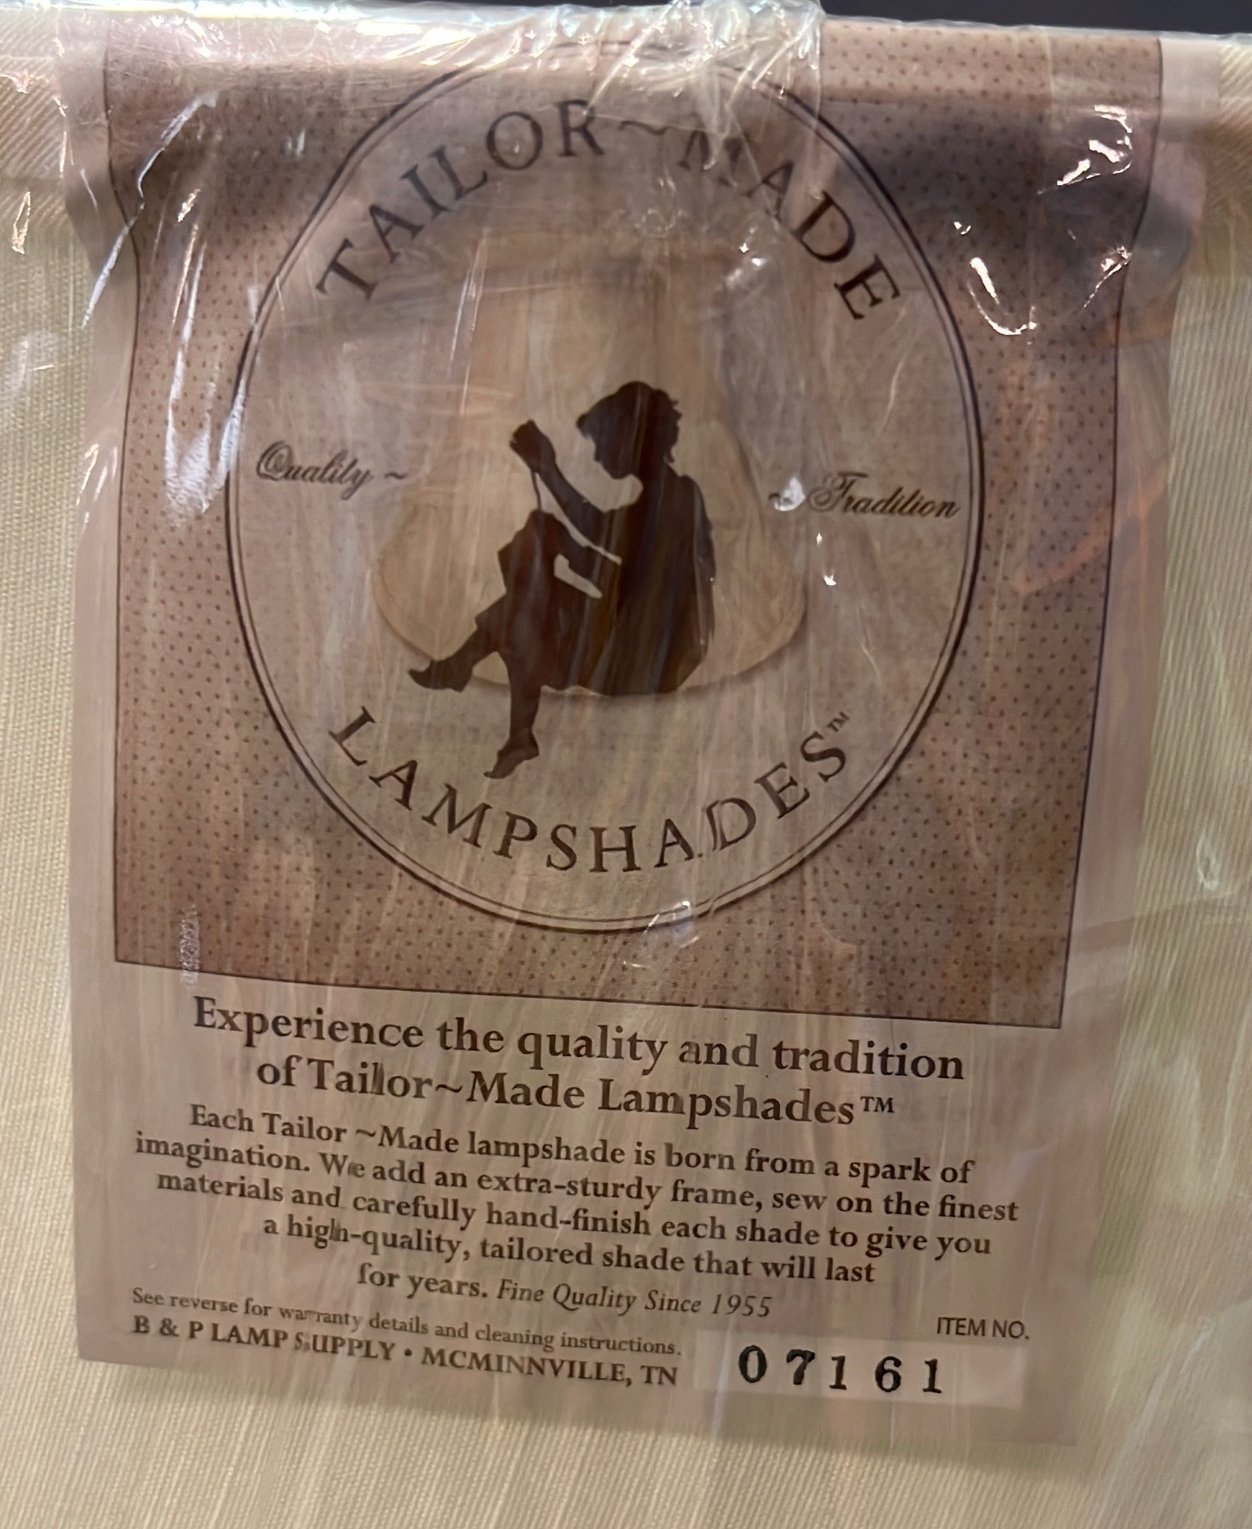 TAILOR~MADE
Quality ~
~ Tradition
LAMPSHADES™
Experience the quality and tradition
of Tailor~Made Lampshades™
Each Tailor ~Made lampshade is born from a spark of
imagination. We add an extra-sturdy frame, sew on the finest
materials and carefully hand-finish each shade to give you
a high-quality, tailored shade that will last
for years. Fine Quality Since 1955
See reverse for warranty details and cleaning instructions.
B & P LAMP SUPPLY • MCMINNVILLE, TN
ITEM NO.
07161